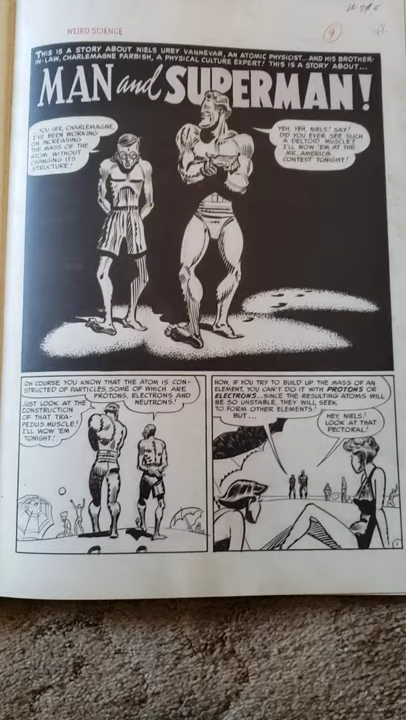 WS #6
WEIRD SCIENCE
9
THIS IS A STORY ABOUT NIELS UREY VANNEVAR, AN ATOMIC PHYSICIST... AND HIS BROTHER-
IN-LAW, CHARLEMAGNE FARBISH, A PHYSICAL CULTURE EXPERT! THIS IS A STORY ABOUT...
MAN and SUPERMAN!
YOU SEE, CHARLEMAGNE,
I'VE BEEN WORKING
ON INCREASING
THE MASS OF THE
ATOM WITHOUT
CHANGING ITS
STRUCTURE!
YEH, YEH, NIELS! SAY!
DID YOU EVER SEE SUCH
A DELTOID MUSCLE?
I'LL WOW 'EM AT THE
MR. AMERICA
CONTEST TONIGHT!
OH COURSE YOU KNOW THAT THE ATOM IS CON-
STRUCTED OF PARTICLES, SOME OF WHICH ARE
PROTONS, ELECTRONS AND
NEUTRONS!
JUST LOOK AT THE
CONSTRUCTION
OF THAT TRA-
PEZIUS MUSCLE!
I'LL WOW 'EM
TONIGHT!
NOW, IF YOU TRY TO BUILD UP THE MASS OF AN
ELEMENT, YOU CAN'T DO IT WITH PROTONS OR
ELECTRONS...SINCE THE RESULTING ATOMS WILL
BE SO UNSTABLE, THEY WILL SEEK
TO FORM OTHER ELEMENTS!
BUT...
HEY, NIELS!
LOOK AT THAT
PECTORAL!
1